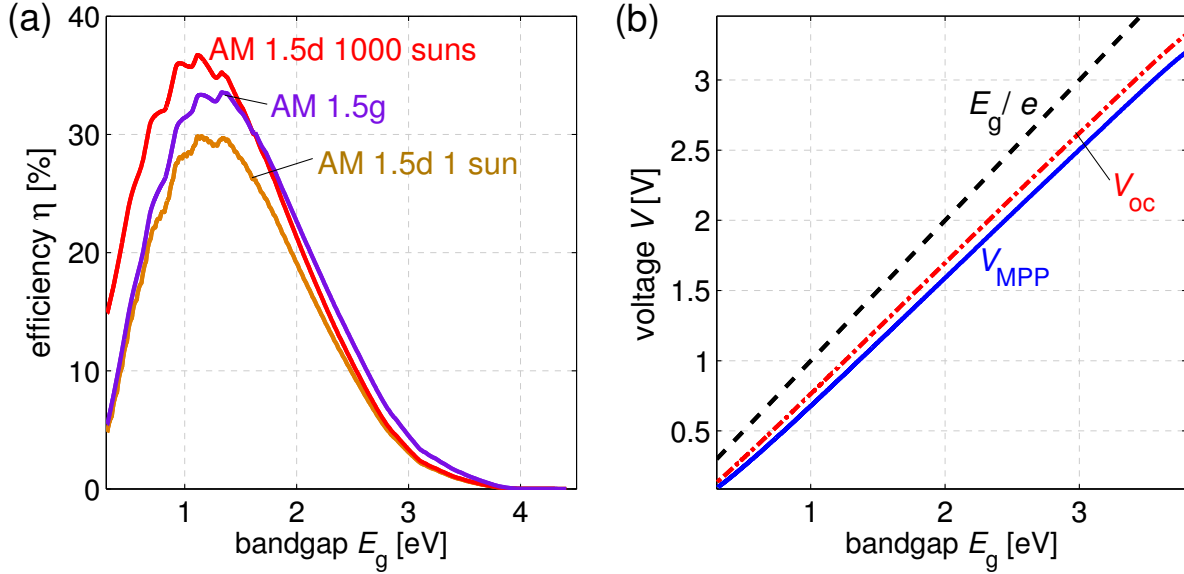 (a)
40
30
20
10
0
efficiency η [%]
AM 1.5d 1000 suns
AM 1.5g
AM 1.5d 1 sun
1 2 3 4
bandgap Eg [eV]
(b)
3
2.5
2
1.5
1
0.5
voltage V [V]
Eg/ e
Voc
VMPP
1 2 3
bandgap Eg [eV]